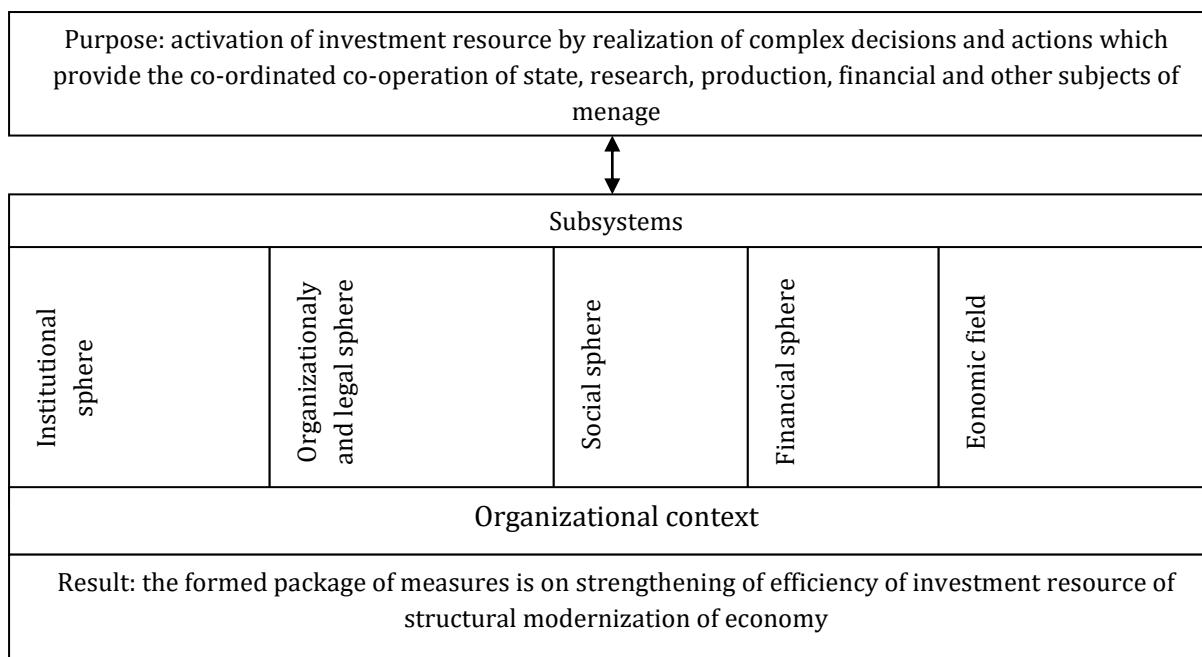 Purpose: activation of investment resource by realization of complex decisions and actions which
provide the co-ordinated co-operation of state, research, production, financial and other subjects of
menage
Subsystems
Institutional
sphere
Organizationaly
and legal sphere
Social sphere
Financial sphere
Eonomic field
Organizational context
Result: the formed package of measures is on strengthening of efficiency of investment resource of
structural modernization of economy